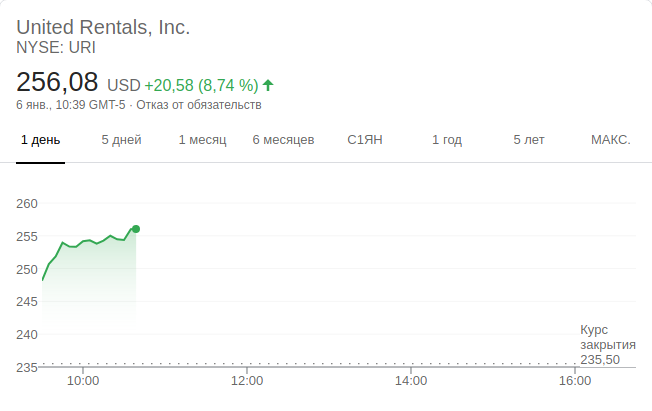 United Rentals, Inc.
NYSE: URI
256,08 USD +20,58 (8,74 %)
6 янв., 10:39 GMT-5 · Отказ от обязательств
1 день 5 дней 1 месяц 6 месяцев С1ЯН 1 год 5 лет МАКС.
260
255
250
245
240
235
Курс
закрытия
235,50
10:00 12:00 14:00 16:00